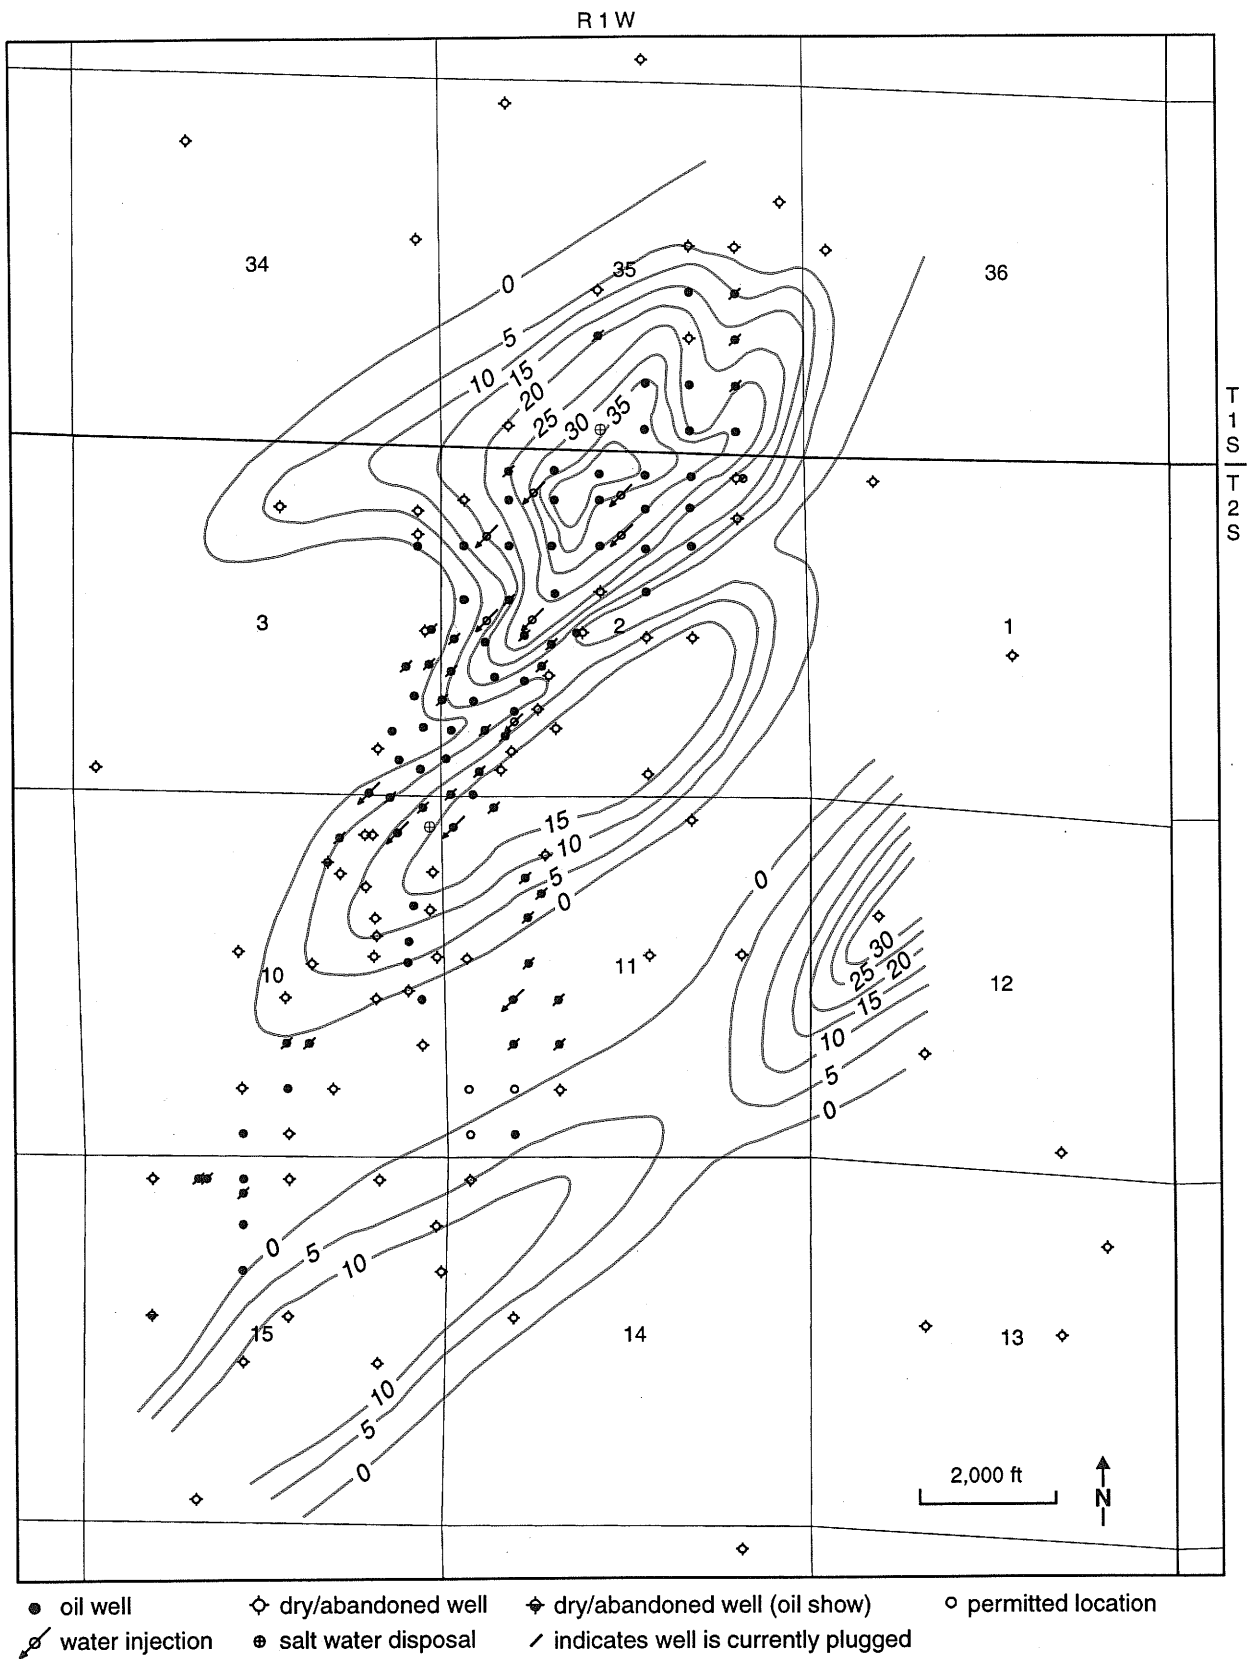 R 1 W
34
35
36
0
5
10
15
20
25
30
35
T
1
S
T
2
S
3
2
1
15
10
5
0
0
10
11
12
30
25
20
15
10
5
0
0
5
10
15
14
13
10
5
0
2,000 ft
N
oil well
dry/abandoned well
dry/abandoned well (oil show)
permitted location
water injection
salt water disposal
indicates well is currently plugged